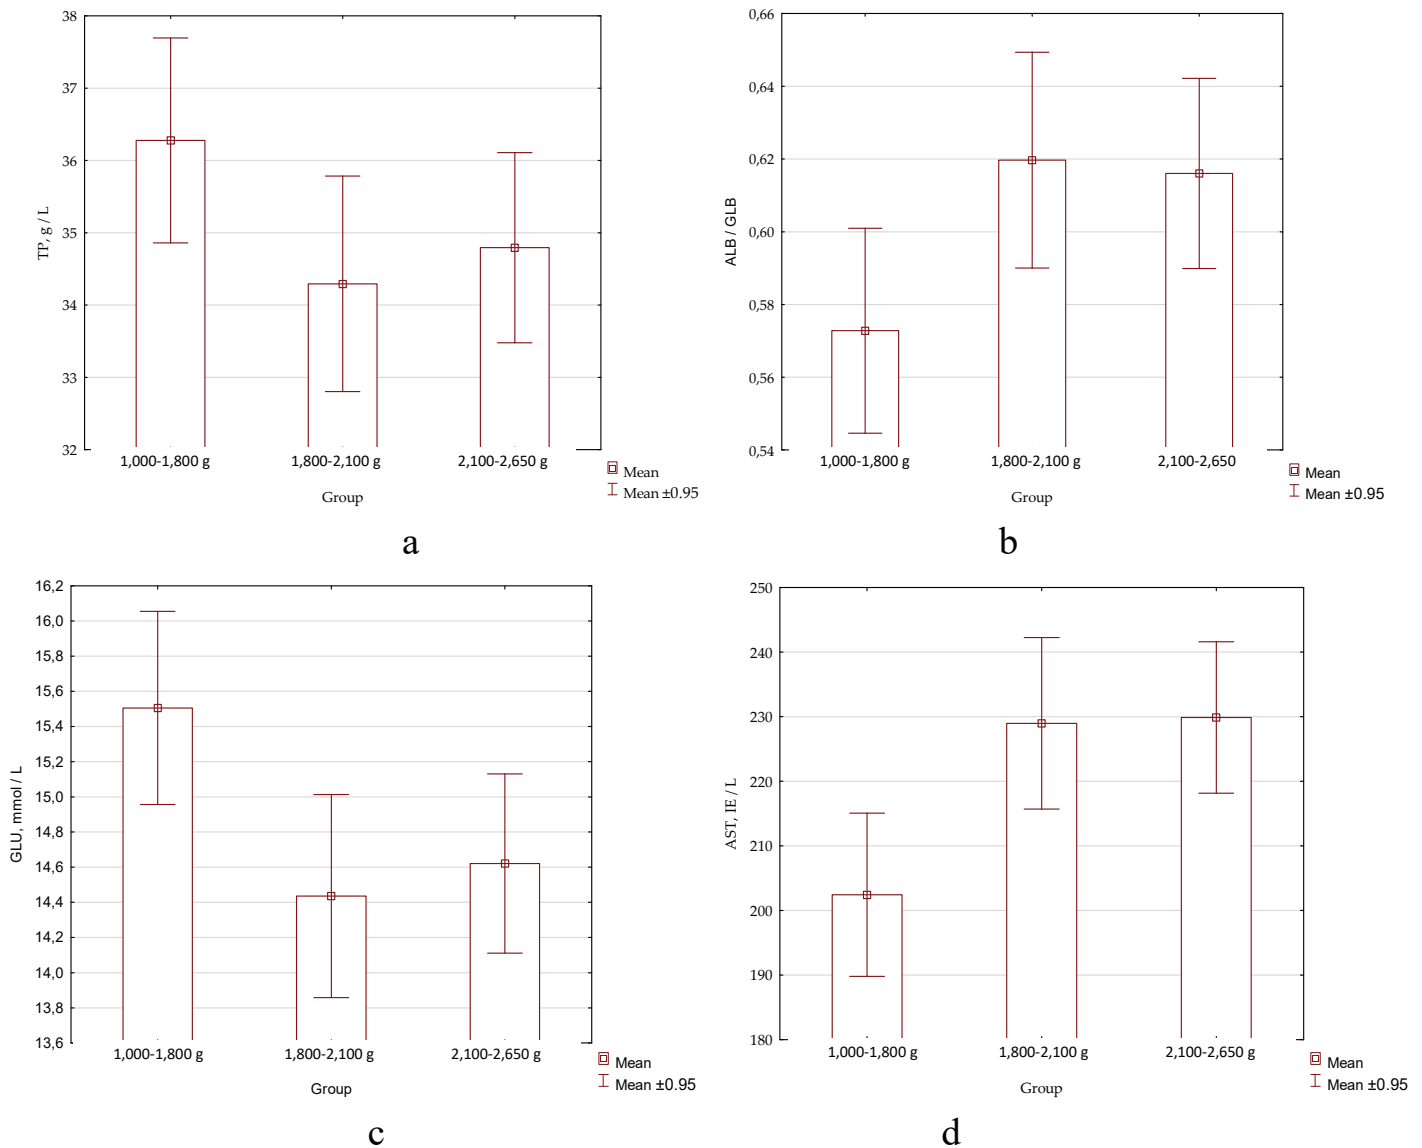 38
37
36
35
34
33
32
TP, g / L
1,000-1,800 g
1,800-2,100 g
2,100-2,650 g
Group
Mean
Mean ±0.95
a
0,66
0,64
0,62
0,60
0,58
0,56
0,54
ALB / GLB
1,000-1,800 g
1,800-2,100 g
2,100-2,650
Group
Mean
Mean ±0.95
b
16,2
16,0
15,8
15,6
15,4
15,2
15,0
14,8
14,6
14,4
14,2
14,0
13,8
13,6
GLU, mmol / L
1,000-1,800 g
1,800-2,100 g
2,100-2,650 g
Group
Mean
Mean ±0.95
c
250
240
230
220
210
200
190
180
AST, IE / L
1,000-1,800 g
1,800-2,100 g
2,100-2,650 g
Group
Mean
Mean ±0.95
d